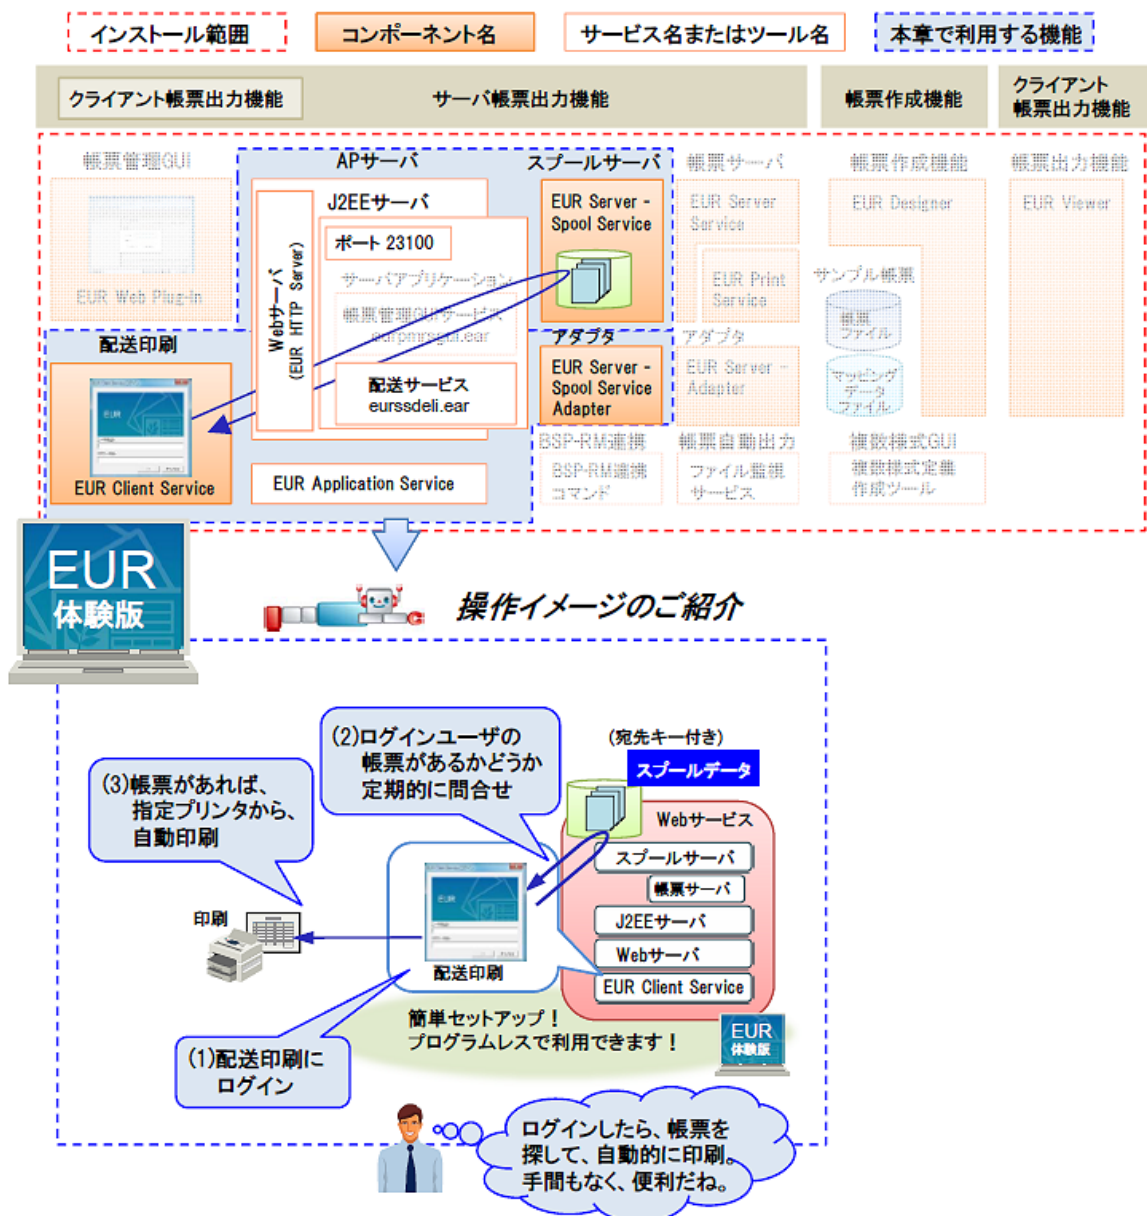 インストール範囲
コンポーネント名
サービス名またはツール名
本章で利用する機能
クライアント帳票出力機能
サーバ帳票出力機能
帳票作成機能
クライアント
帳票出力機能
帳票管理GUI
EUR Web Plug-in
APサーバ
J2EEサーバ
ポート 23100
サーバアプリケーション
帳票管理GUIサービス
eurpmrsgui.ear
Webサーバ
(EUR HTTP Server)
配送サービス
eurssdeli.ear
EUR Application Service
スプールサーバ
EUR Server -
Spool Service
アダプタ
EUR Server -
Spool Service
Adapter
帳票サーバ
EUR Server
Service
EUR Print
Service
アダプタ
EUR Server -
Adapter
帳票作成機能
EUR Designer
サンプル帳票
帳票
ファイル
マッピング
データ
ファイル
帳票出力機能
EUR Viewer
配送印刷
EUR
EUR Client Service
BSP-RM連携
BSP-RM連携
コマンド
帳票自動出力
ファイル監視
サービス
複数様式GUI
複数様式定義
作成ツール
EUR
体験版
操作イメージのご紹介
(2)ログインユーザの
帳票があるかどうか
定期的に問合せ
(宛先キー付き)
スプールデータ
(3)帳票があれば、
指定プリンタから、
自動印刷
Webサービス
スプールサーバ
帳票サーバ
J2EEサーバ
Webサーバ
EUR Client Service
印刷
EUR
配送印刷
簡単セットアップ!
プログラムレスで利用できます!
EUR
体験版
(1)配送印刷に
ログイン
ログインしたら、帳票を
探して、自動的に印刷。
手間もなく、便利だね。